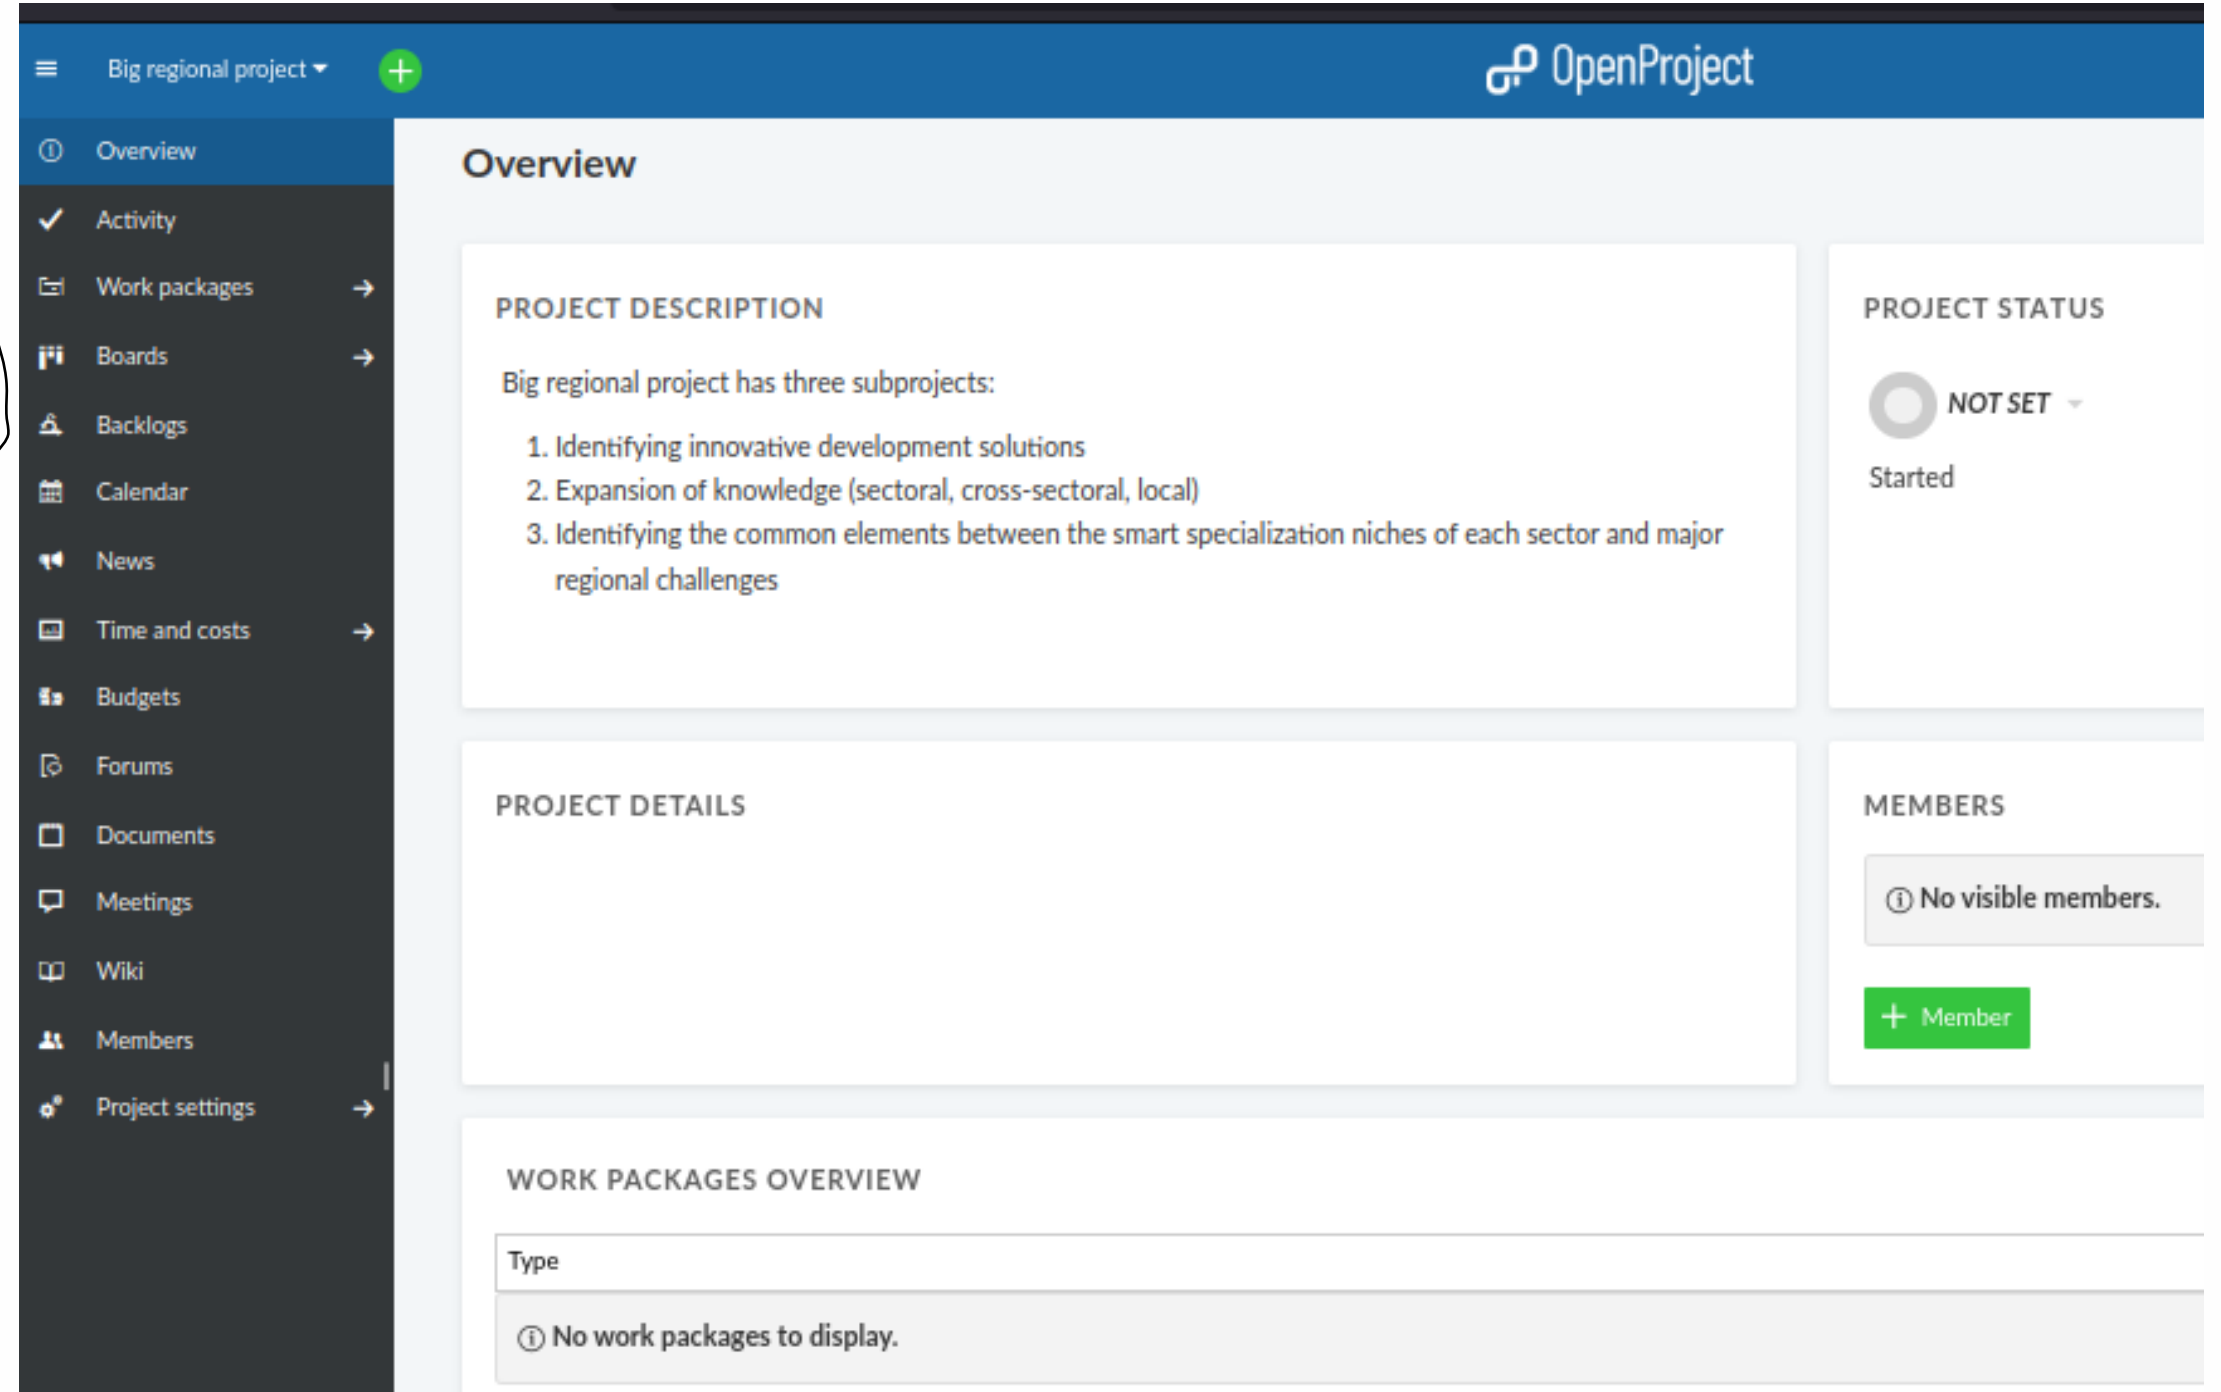 Big regional project
OpenProject
Overview
Activity
Work packages
Boards
Backlogs
Calendar
News
Time and costs
Budgets
Forums
Documents
Meetings
Wiki
Members
Project settings
Overview
PROJECT DESCRIPTION
Big regional project has three subprojects:
1. Identifying innovative development solutions
2. Expansion of knowledge (sectoral, cross-sectoral, local)
3. Identifying the common elements between the smart specialization niches of each sector and major
regional challenges
PROJECT STATUS
NOT SET
Started
PROJECT DETAILS
MEMBERS
No visible members.
+ Member
WORK PACKAGES OVERVIEW
Type
No work packages to display.